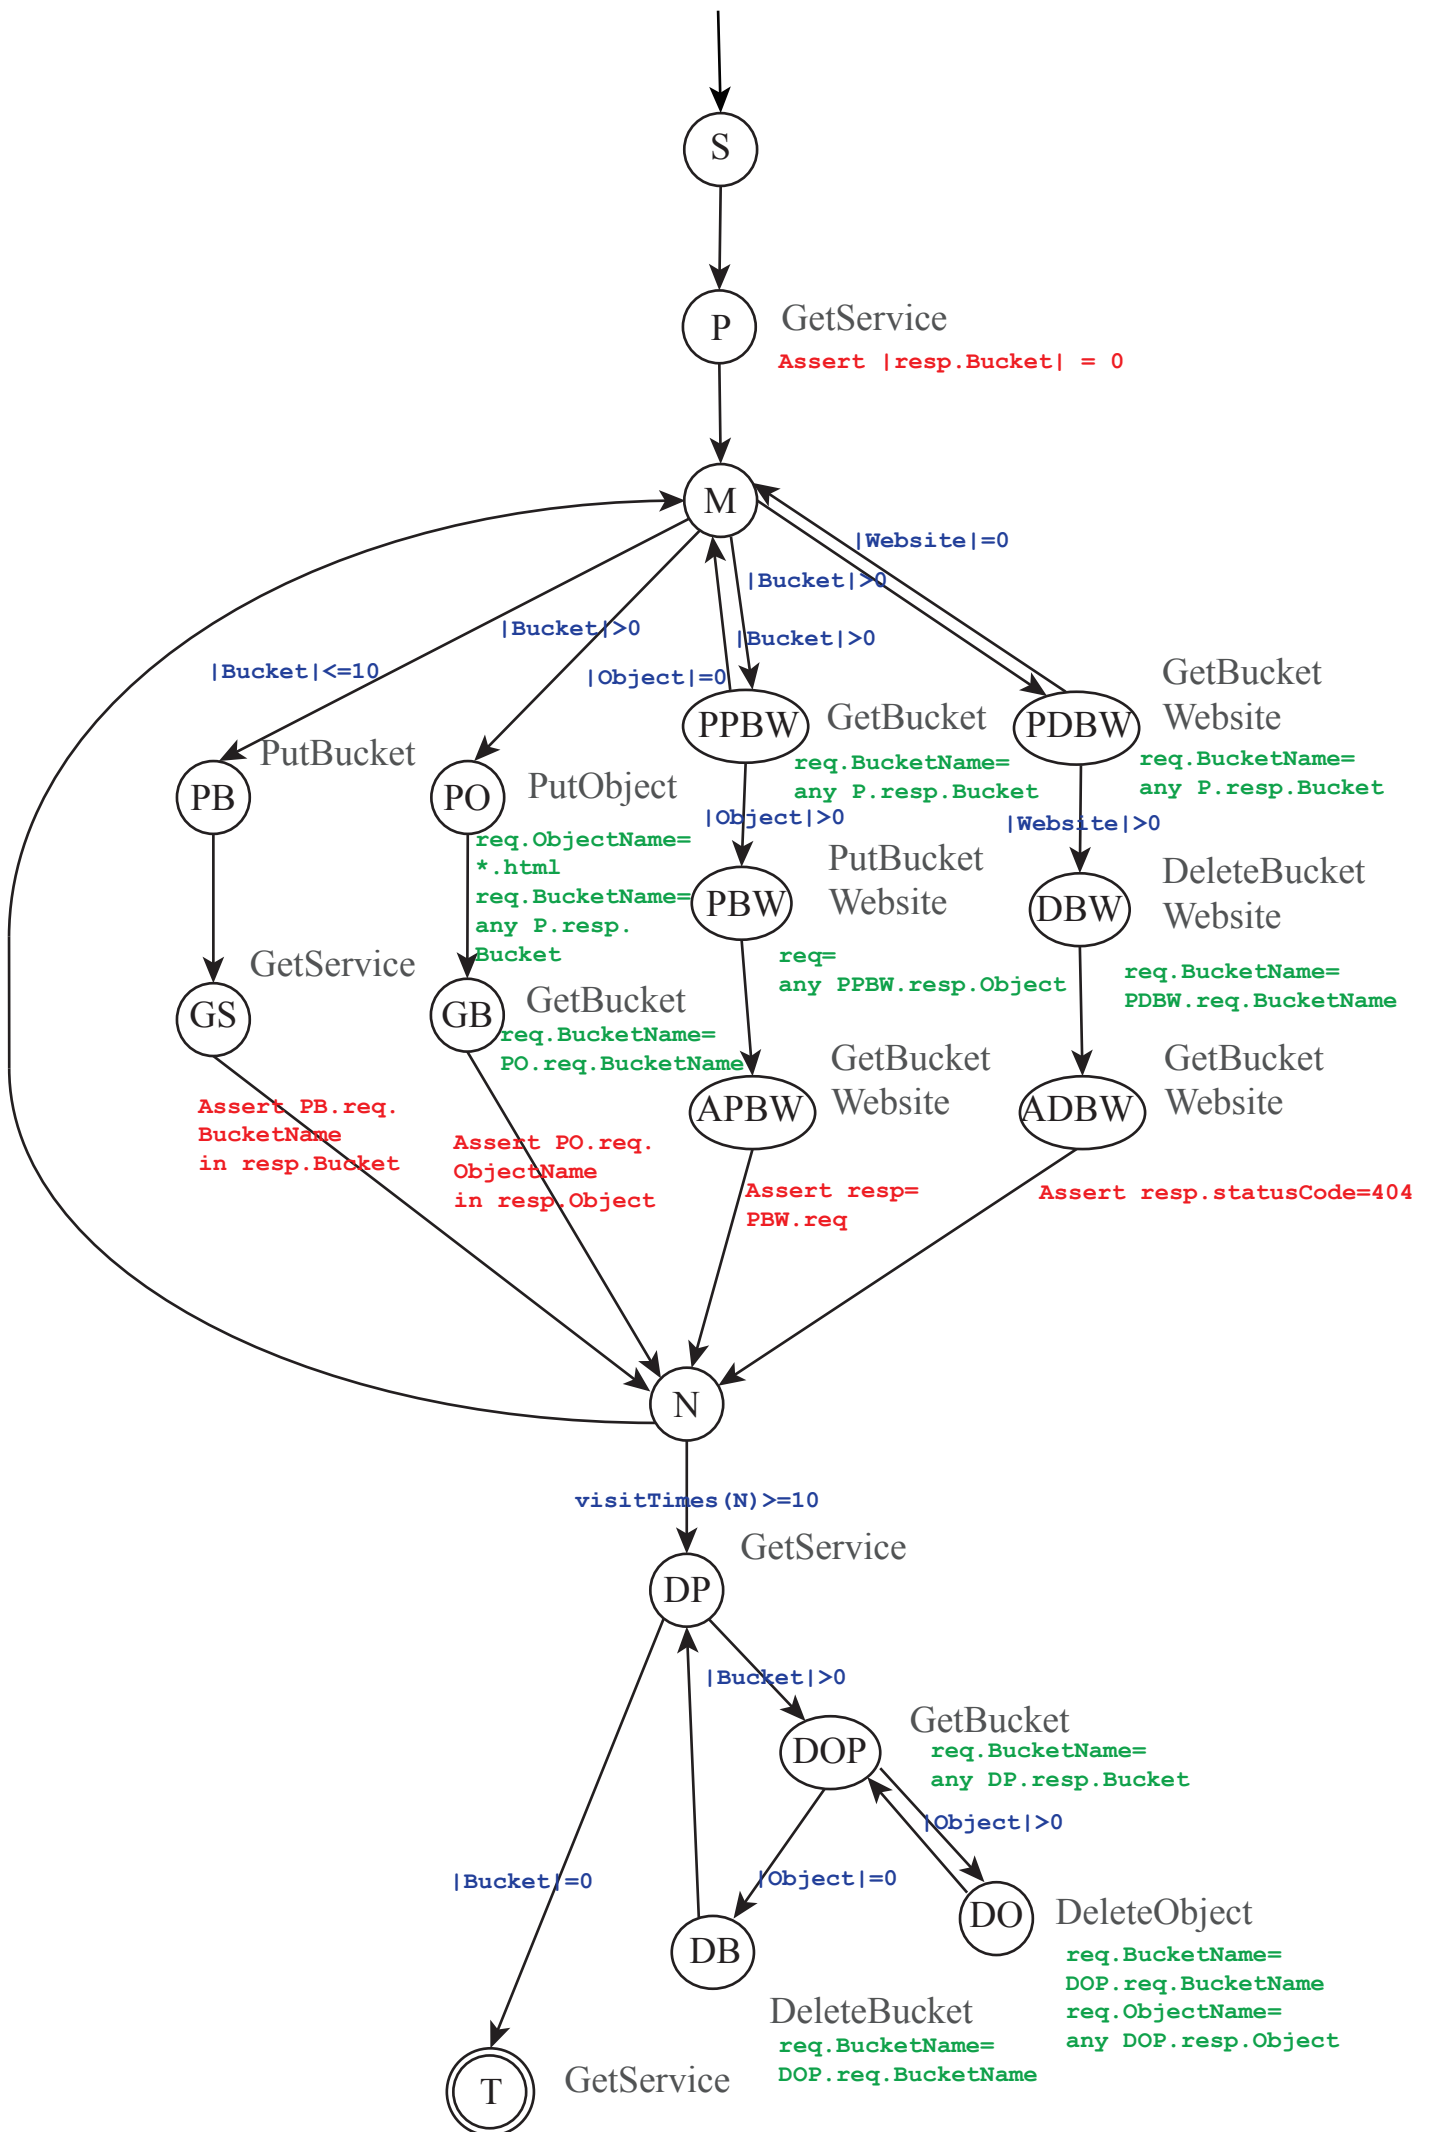 S
P
GetService
Assert |resp.Bucket| = 0
M
|Website|=0
|Bucket|>0
|Bucket|>0
|Bucket|>0
|Bucket|<=10
|Object|=0
PB
PutBucket
PO
PutObject
req.ObjectName=
*.html
req.BucketName=
any P.resp.
Bucket
PPBW
GetBucket
req.BucketName=
any P.resp.Bucket
PDBW
GetBucket
Website
req.BucketName=
any P.resp.Bucket
|Object|>0
|Website|>0
PBW
PutBucket
Website
req=
any PPBW.resp.Object
DBW
DeleteBucket
Website
req.BucketName=
PDBW.req.BucketName
GS
GetService
GB
GetBucket
req.BucketName=
PO.req.BucketName
APBW
GetBucket
Website
ADBW
GetBucket
Website
Assert PB.req.
BucketName
in resp.Bucket
Assert PO.req.
ObjectName
in resp.Object
Assert resp=
PBW.req
Assert resp.statusCode=404
N
visitTimes(N)>=10
GetService
DP
|Bucket|>0
DOP
GetBucket
req.BucketName=
any DP.resp.Bucket
|Object|>0
|Bucket|=0
|Object|=0
DO
DeleteObject
req.BucketName=
DOP.req.BucketName
req.ObjectName=
any DOP.resp.Object
DB
DeleteBucket
req.BucketName=
DOP.req.BucketName
T
GetService